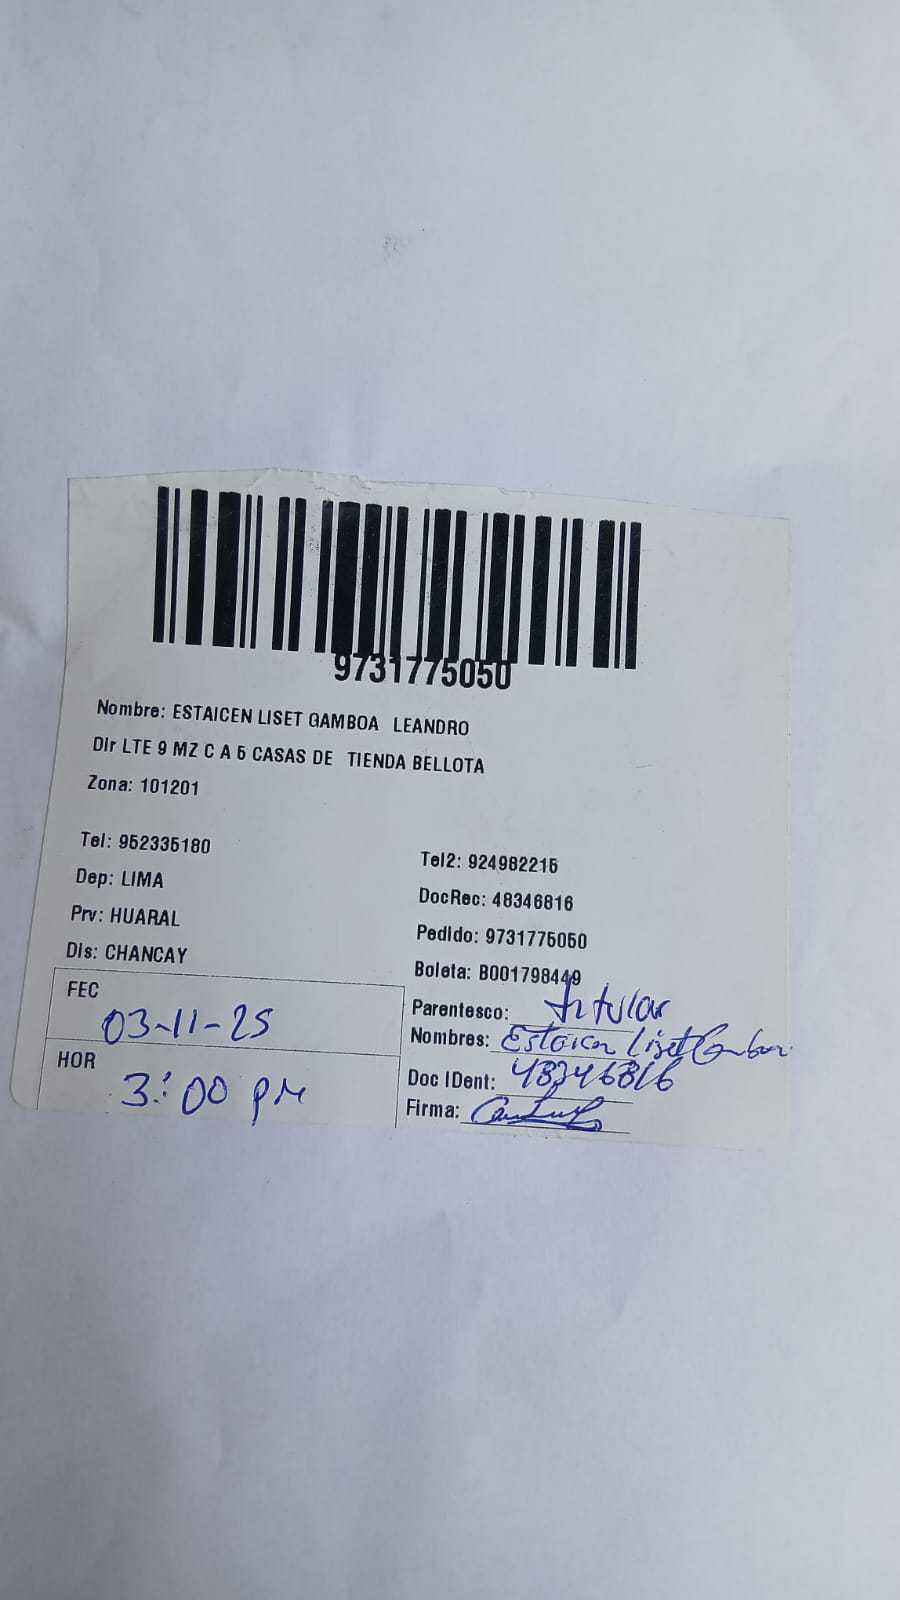 9731775050
Nombre: ESTAICEN LISET GAMBOA LEANDRO
Dir LTE 9 MZ C A 5 CASAS DE TIENDA BELLOTA
Zona: 101201
Tel: 952335180
Tel2: 924982215
Dep: LIMA
DocRec: 48346816
Prv: HUARAL
Pedido: 9731775050
Dis: CHANCAY
Boleta: B001798449
FEC
03-11-25
Parentesco: titular
Nombres: Estaicen Liset Gamboa
HOR
3:00 pm
Doc IDent: 48346816
Firma: